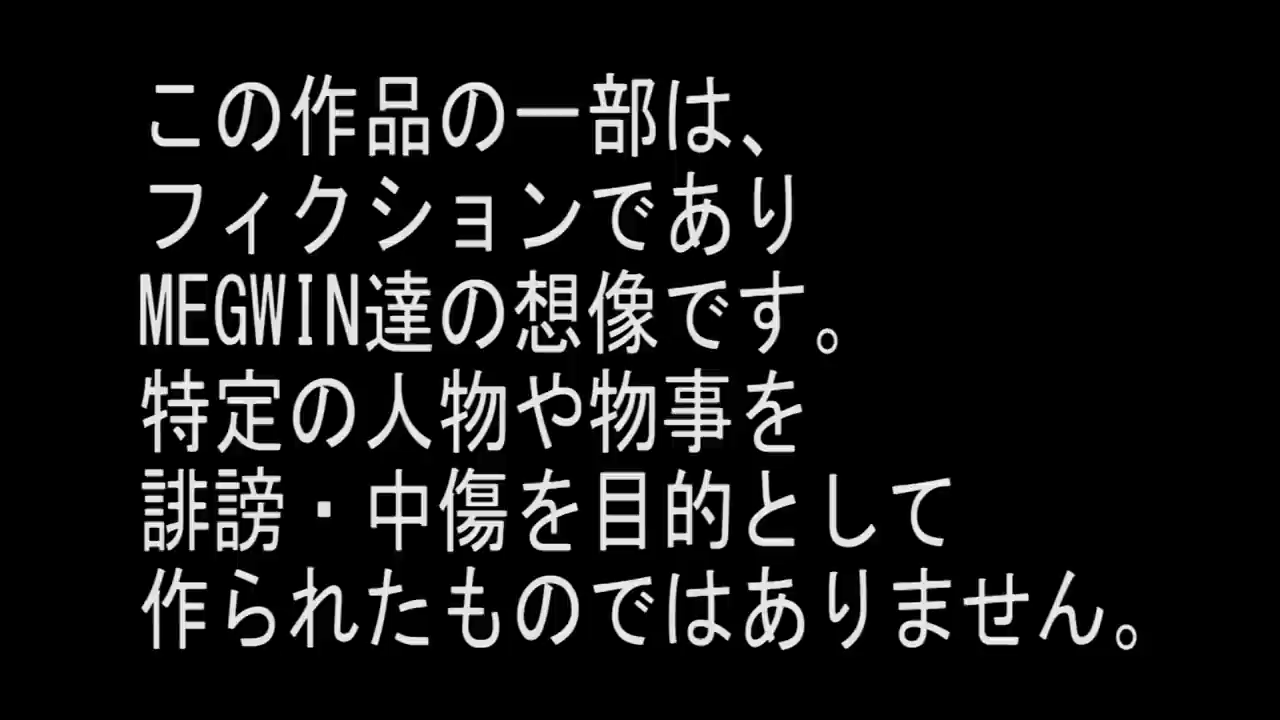 この作品の一部は、
フィクションであり
MEGWIN達の想像です。
特定の人物や物事を
誹謗・中傷を目的として
作られたものではありません。